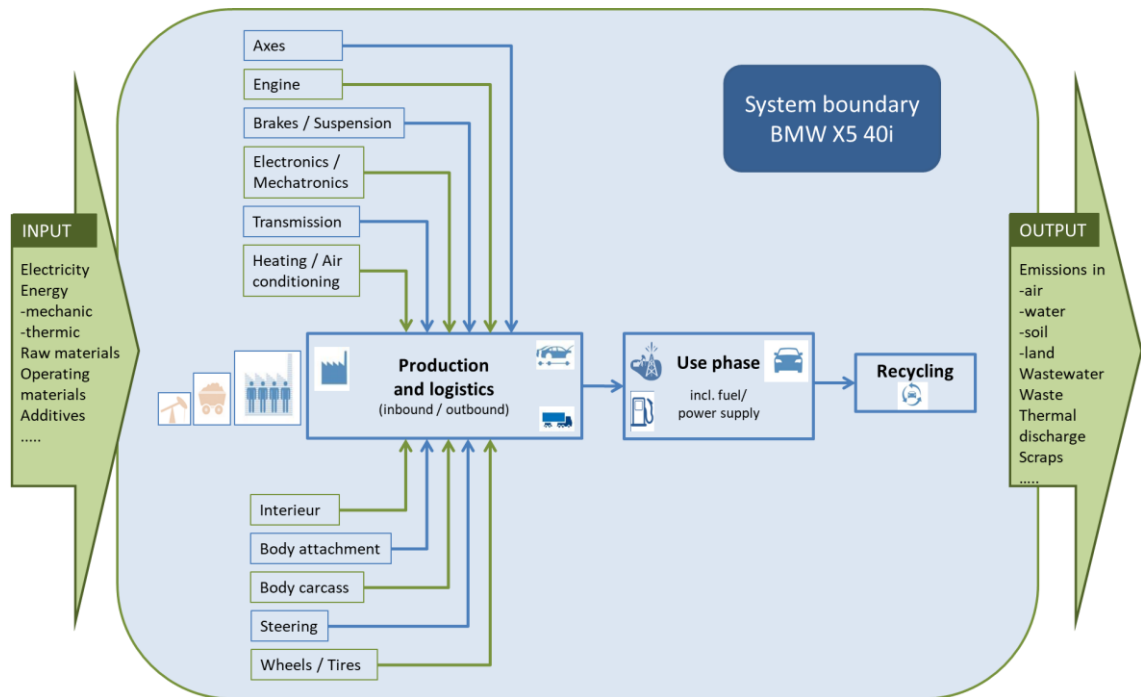 Axes
Engine
Brakes / Suspension
Electronics /
Mechatronics
Transmission
Heating / Air
conditioning
System boundary
BMW X5 40i
INPUT
Electricity
Energy
-mechanic
-thermic
Raw materials
Operating
materials
Additives
.....
Production
and logistics
(inbound / outbound)
Use phase
incl. fuel/
power supply
Recycling
OUTPUT
Emissions in
-air
-water
-soil
-land
Wastewater
Waste
Thermal
discharge
Scraps
.....
Interieur
Body attachment
Body carcass
Steering
Wheels / Tires